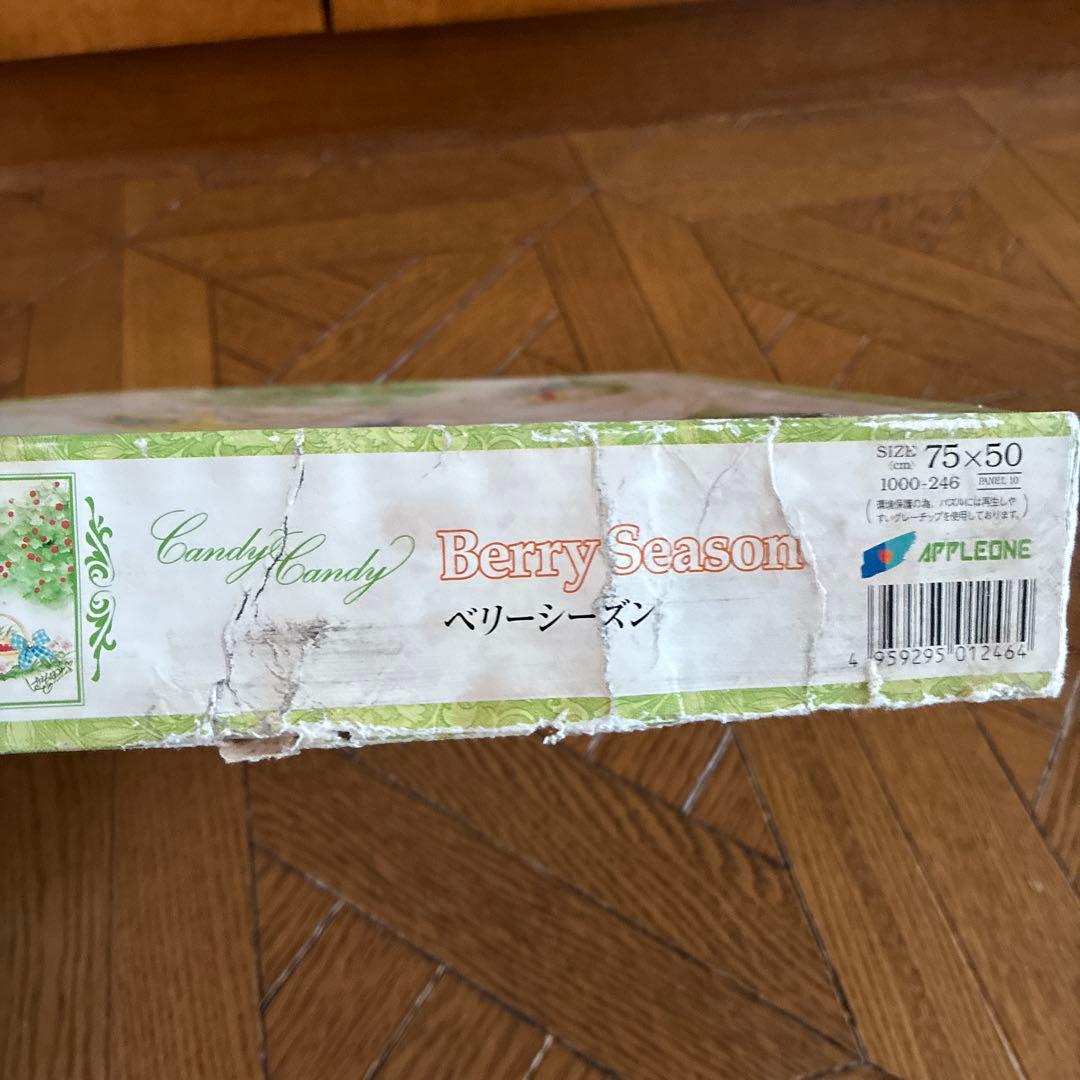 Candy Candy
Berry Season
ベリーシーズン
SIZE (cm) 75×50
1000-246 PANEL 10
(環境保護の為、パズルには再生しや
すいグレーチップを使用しております。)
APPLEONE
4 959295 012464